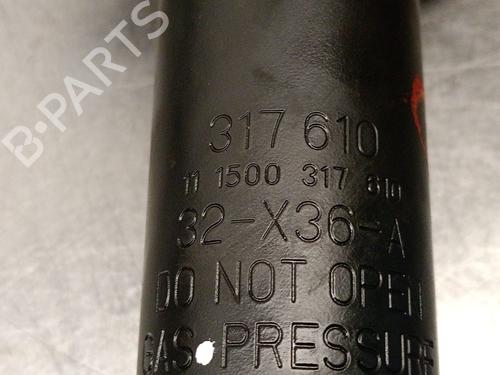 B-PARTS
317 610
11 1500 317 610
32-X36-A
DO NOT OPEN
GAS PRESSURE